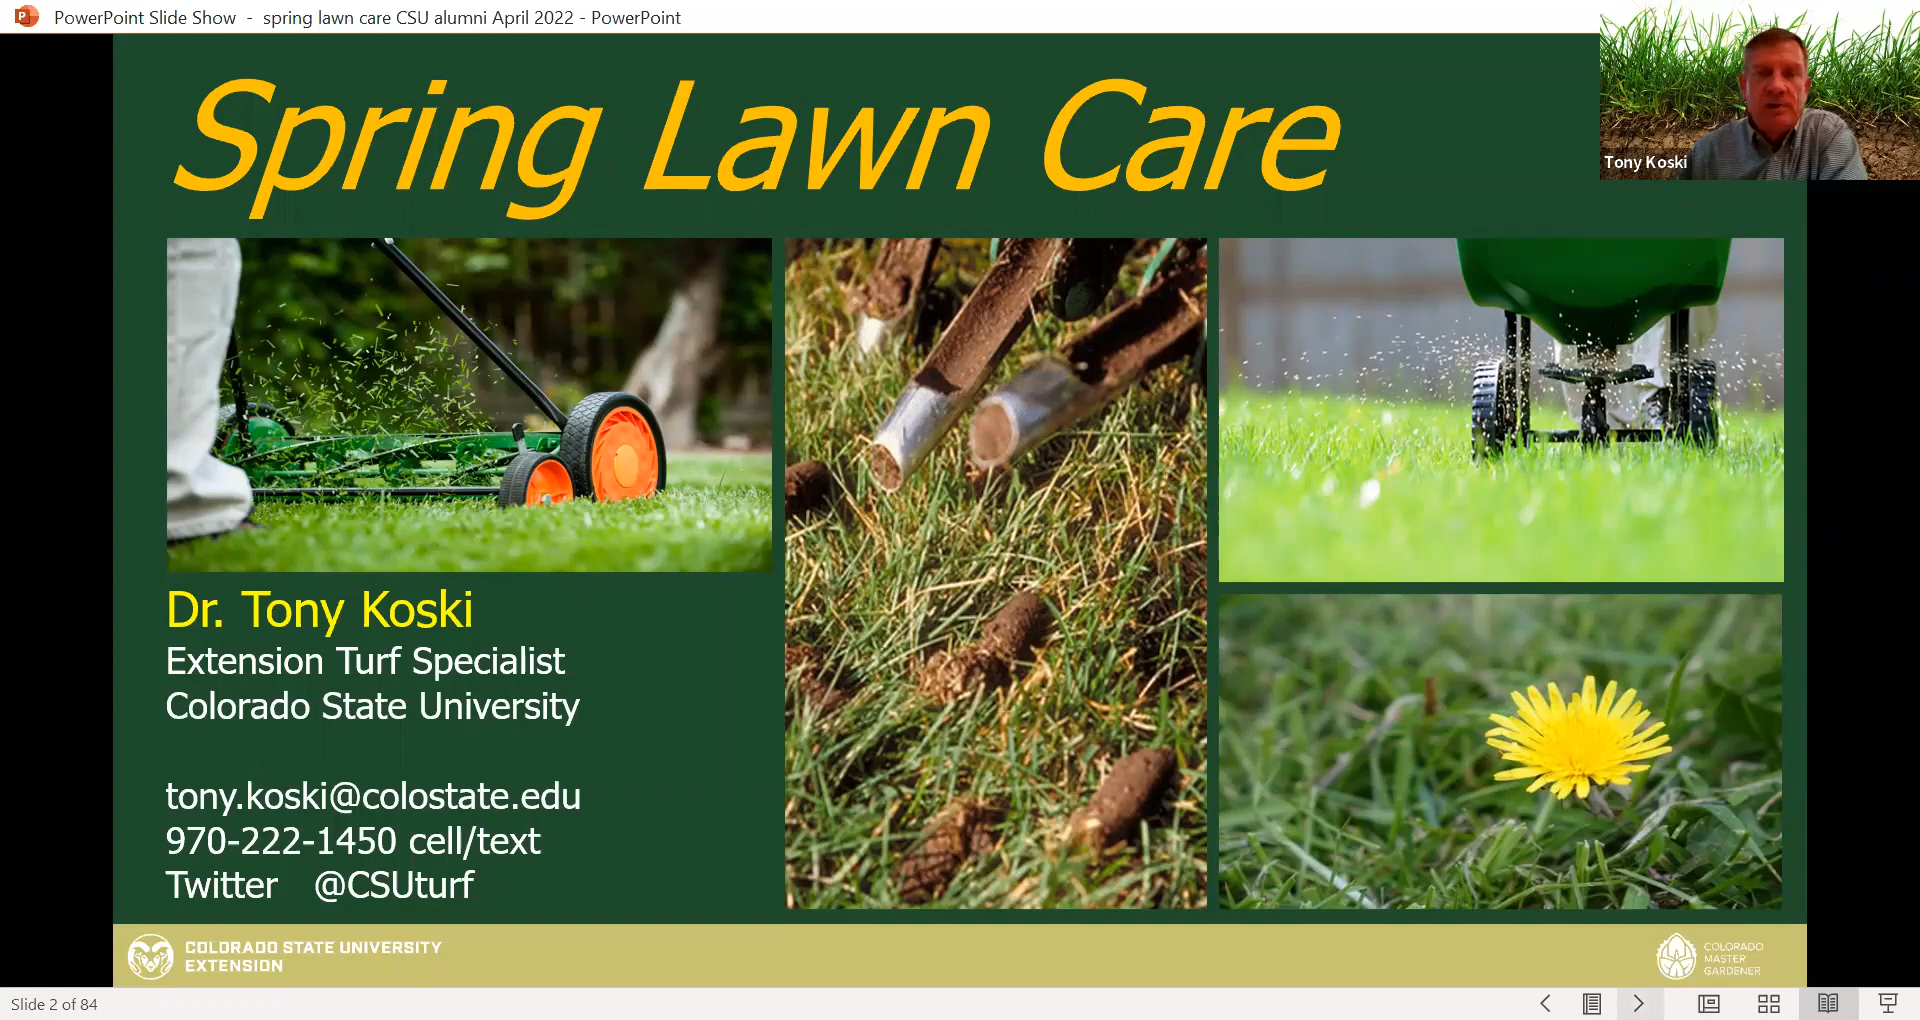 PowerPoint Slide Show - spring lawn care CSU alumni April 2022 - PowerPoint
Spring Lawn Care
Tony Koski
Dr. Tony Koski
Extension Turf Specialist
Colorado State University
tony.koski@colostate.edu
970-222-1450 cell/text
Twitter @CSUturf
COLORADO STATE UNIVERSITY
EXTENSION
COLORADO
MASTER
GARDENER
Slide 2 of 84